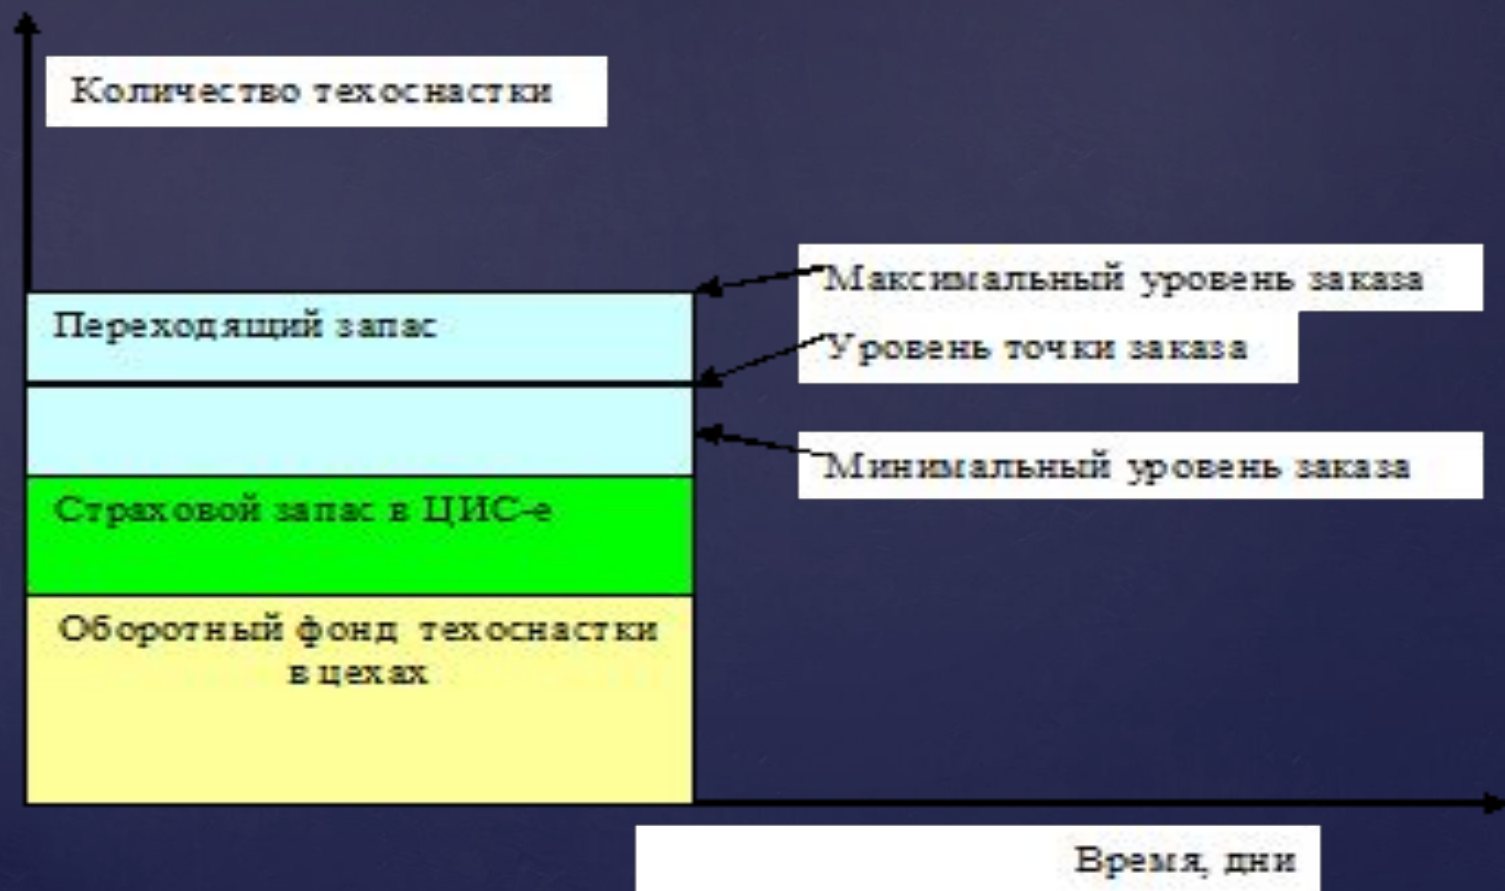 Количество техоснастки
Максимальный уровень заказа
Переходящий запас
Уровень точки заказа
Минимальный уровень заказа
Страховой запас в ЦИС-е
Оборотный фонд техоснастки
в цехах
Время, дни